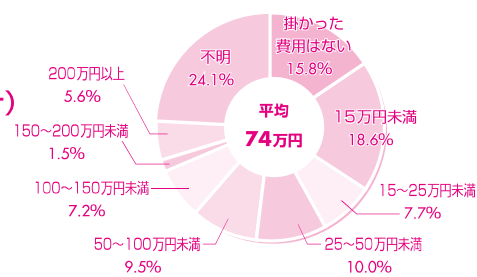 掛かった
費用はない
15.8%
15万円未満
18.6%
15〜25万円未満
7.7%
25〜50万円未満
10.0%
50〜100万円未満
9.5%
100〜150万円未満
7.2%
150〜200万円未満
1.5%
200万円以上
5.6%
不明
24.1%
平均
74万円
)